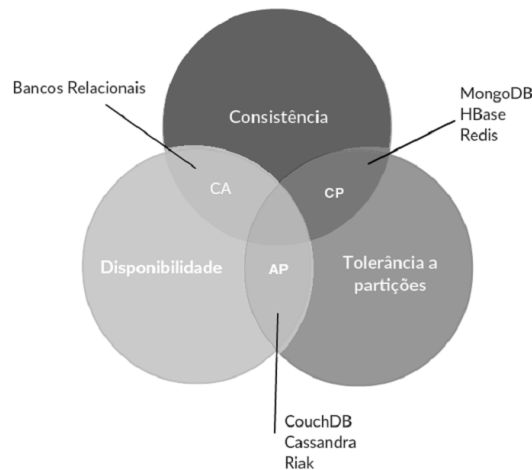 Bancos Relacionais
Consistência
MongoDB
HBase
Redis
CA
CP
Disponibilidade
AP
Tolerância a
partições
CouchDB
Cassandra
Riak